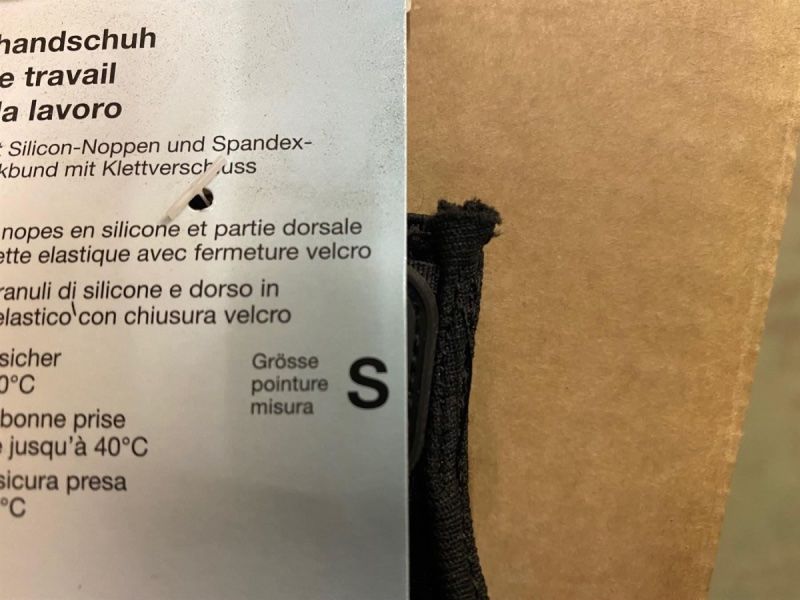 handschuh
e travail
la lavoro
t Silicon-Noppen und Spandex-
kbund mit Klettverschluss
nopes en silicone et partie dorsale
ette elastique avec fermeture velcro
ranuli di silicone e dorso in
elastico con chiusura velcro
sicher
0°C
Grösse
pointure
misura
S
bonne prise
e jusqu'à 40°C
sicura presa
°C